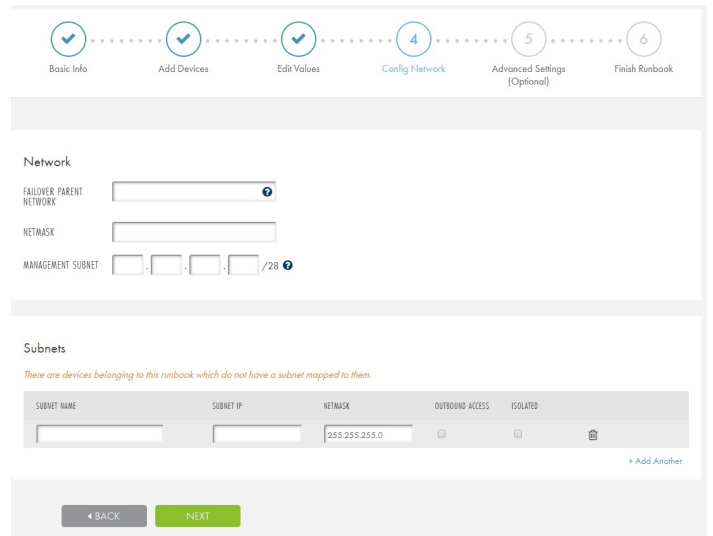 4
5
6
Basic Info
Add Devices
Edit Values
Config Network
Advanced Settings
(Optional)
Finish Runbook
Network
FAILOVER PARENT
NETWORK
?
NETMASK
MANAGEMENT SUBNET
. . . /28 ?
Subnets
There are devices belonging to this runbook which do not have a subnet mapped to them.
SUBNET NAME SUBNET IP NETMASK OUTBOUND ACCESS ISOLATED
255.255.255.0
+ Add Another
BACK
NEXT